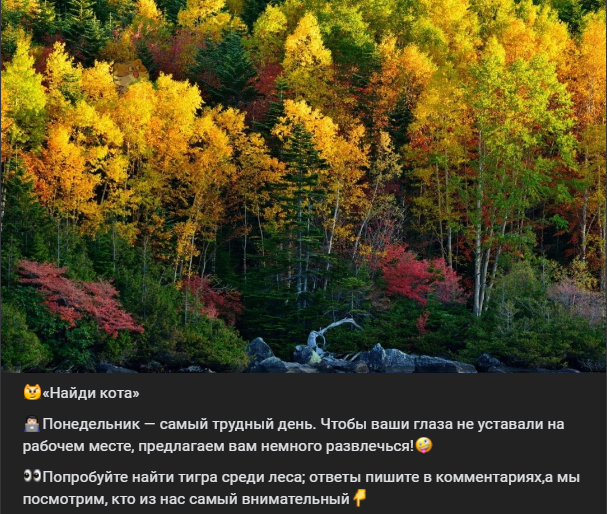 😼«Найди кота»
👨🏻‍💻Понедельник — самый трудный день. Чтобы ваши глаза не уставали на
рабочем месте, предлагаем вам немного развлечься!🤪
👀Попробуйте найти тигра среди леса; ответы пишите в комментариях,а мы
посмотрим, кто из нас самый внимательный👇